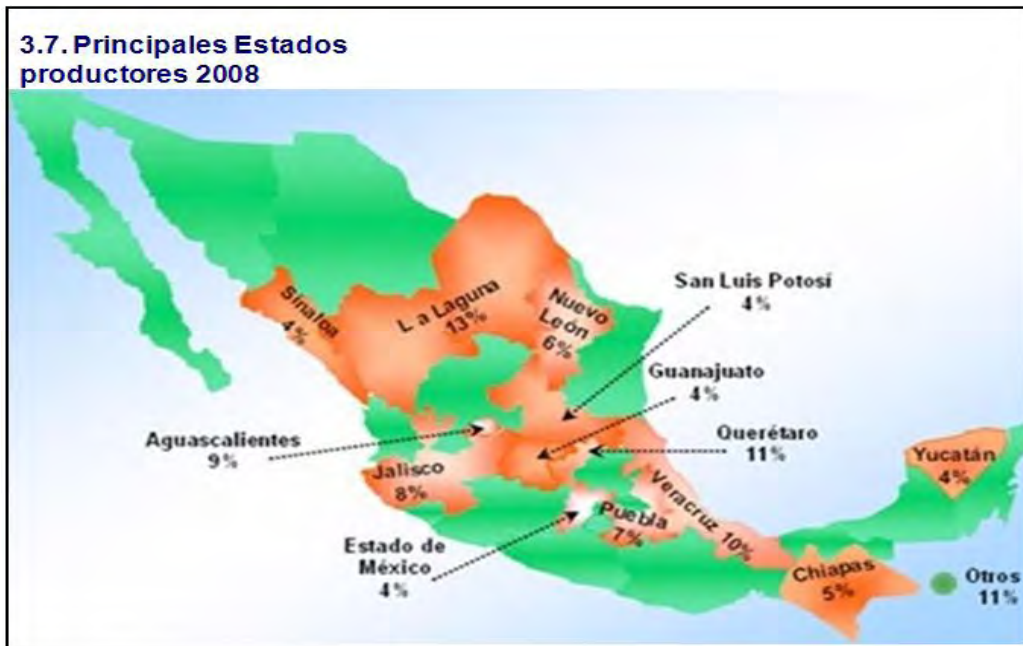 3.7. Principales Estados
productores 2008
Sinaloa
4%
La Laguna
13%
Nuevo
León
6%
San Luis Potosí
4%
Guanajuato
4%
Querétaro
11%
Aguascalientes
9%
Jalisco
8%
Estado de
México
4%
Puebla
7%
Veracruz 10%
Yucatán
4%
Chiapas
5%
Otros
11%